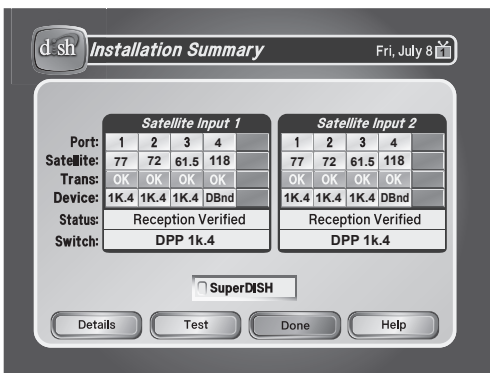 dish Installation Summary Fri, July 8 1
Satellite Input 1 Satellite Input 2
Port: 1 2 3 4 1 2 3 4
Satellite: 77 72 61.5 118 77 72 61.5 118
Trans: OK OK OK OK OK OK OK OK
Device: 1K.4 1K.4 1K.4 DBnd 1K.4 1K.4 1K.4 DBnd
Status: Reception Verified Reception Verified
Switch: DPP 1k.4 DPP 1k.4
SuperDISH
Details Test Done Help